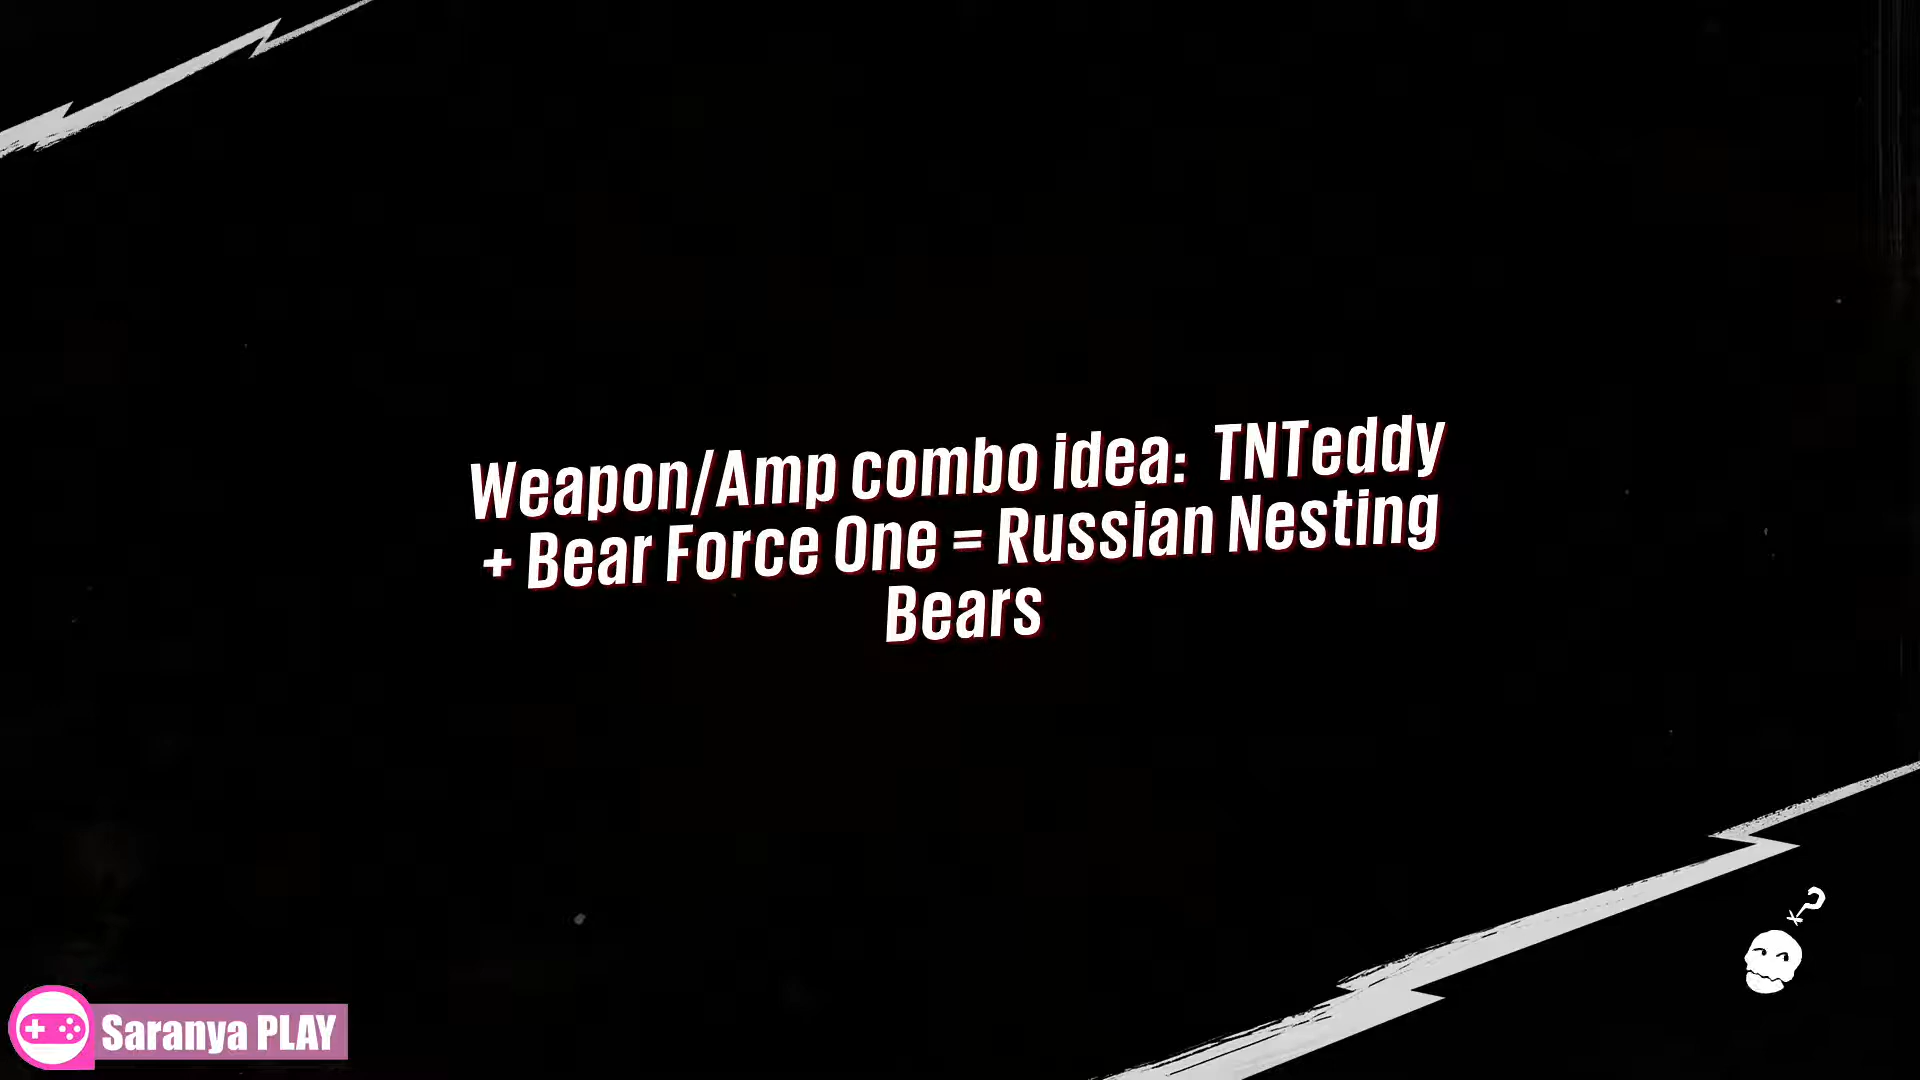 Weapon/Amp combo idea: TNTeddy
+ Bear Force One = Russian Nesting
Bears
Saranya PLAY